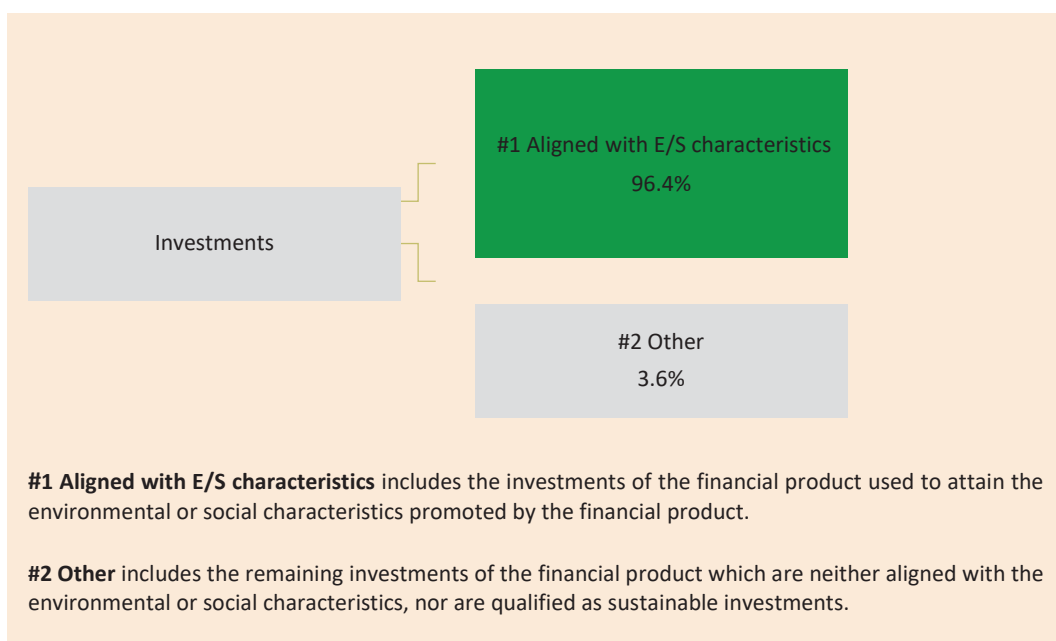 #1 Aligned with E/S characteristics
96.4%
Investments
#2 Other
3.6%
#1 Aligned with E/S characteristics includes the investments of the financial product used to attain the
environmental or social characteristics promoted by the financial product.
#2 Other includes the remaining investments of the financial product which are neither aligned with the
environmental or social characteristics, nor are qualified as sustainable investments.